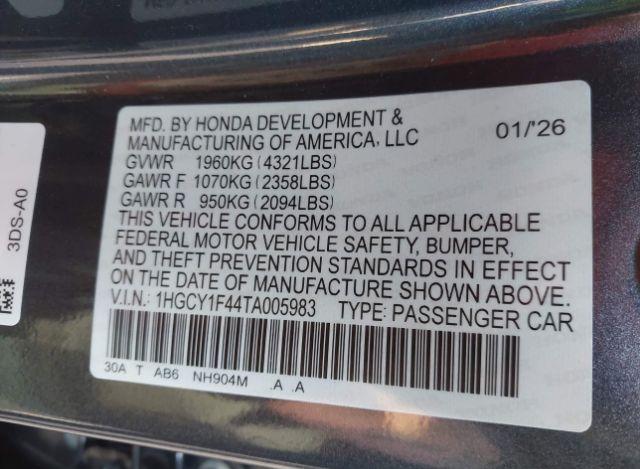 MFD. BY HONDA DEVELOPMENT &
MANUFACTURING OF AMERICA, LLC 01/'26
GVWR 1960KG (4321LBS)
GAWR F 1070KG (2358LBS)
GAWR R 950KG (2094LBS)
THIS VEHICLE CONFORMS TO ALL APPLICABLE
FEDERAL MOTOR VEHICLE SAFETY, BUMPER,
AND THEFT PREVENTION STANDARDS IN EFFECT
ON THE DATE OF MANUFACTURE SHOWN ABOVE.
V.I.N.: 1HGCY1F44TA005983 TYPE: PASSENGER CAR
30A T AB6 NH904M .A .A
3DS-A0